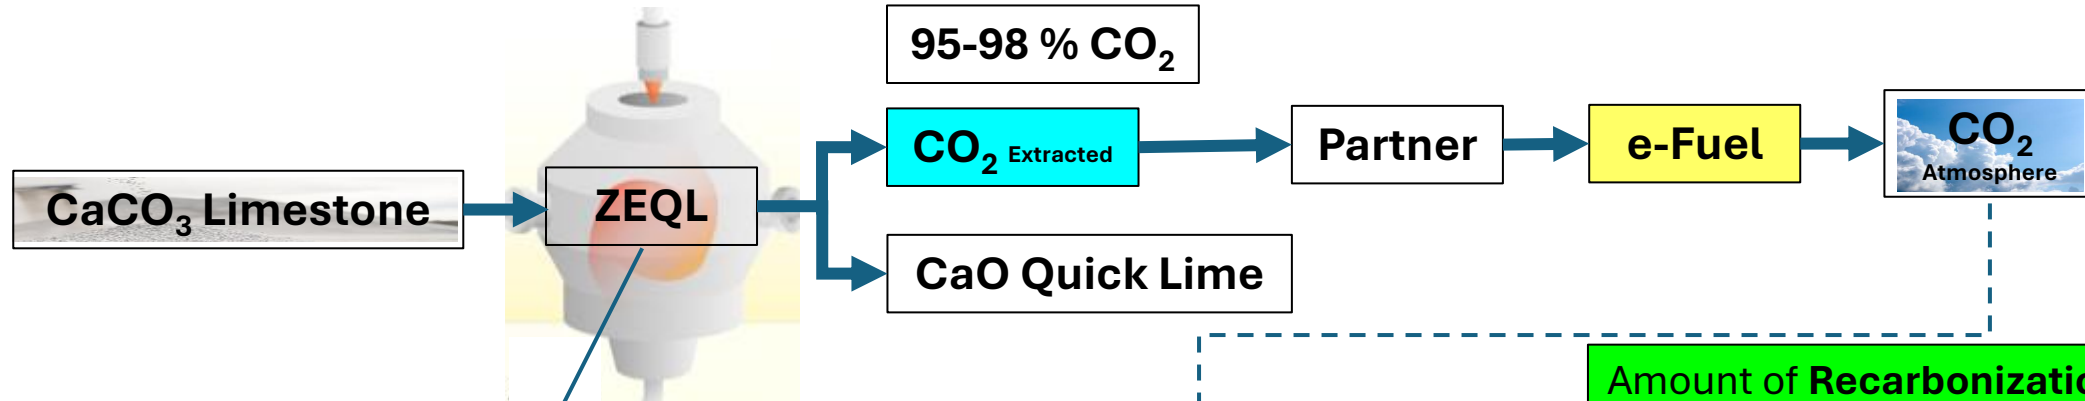 95-98 % CO₂
CaCO₃ Limestone
ZEQL
CO₂ Extracted
Partner
e-Fuel
CO₂
Atmosphere
CaO Quick Lime
Amount of